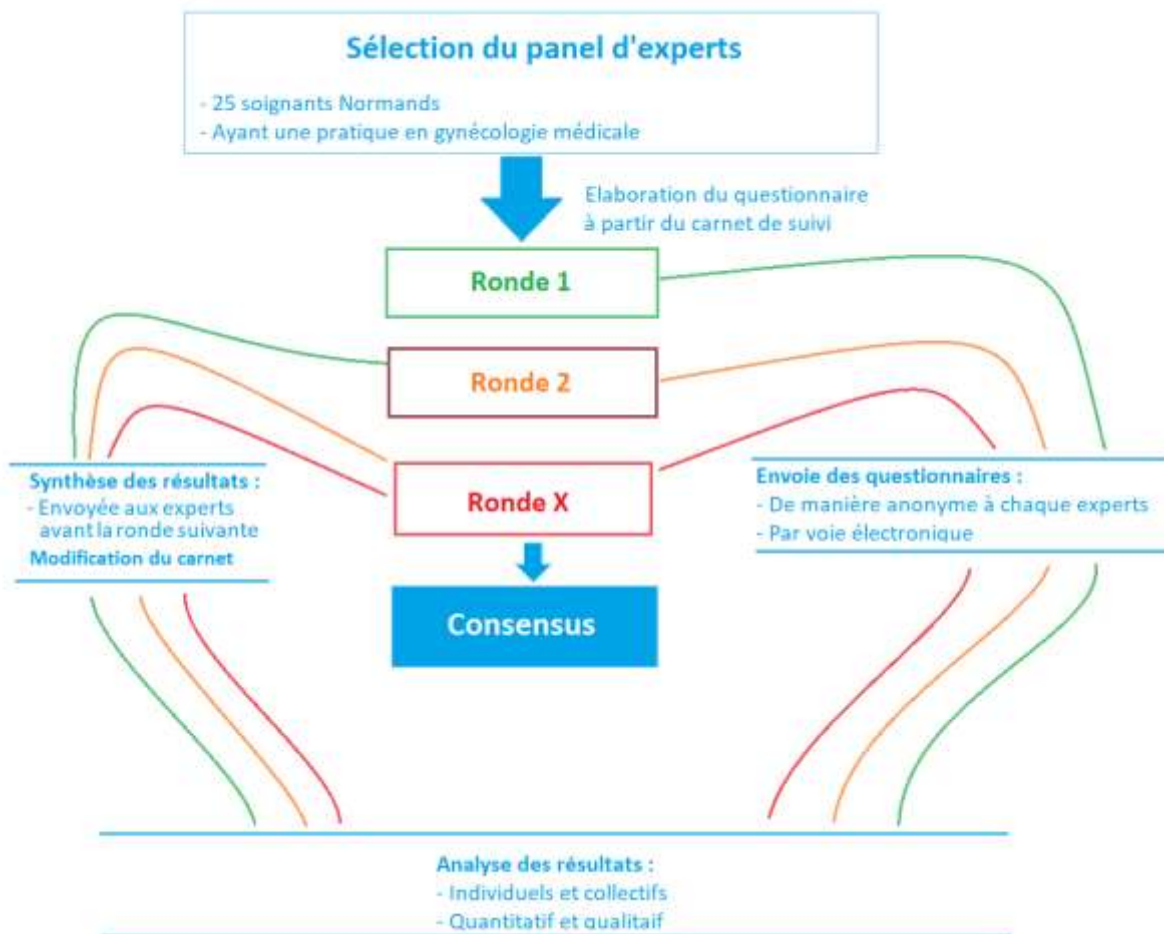 Sélection du panel d'experts
- 25 soignants Normands
- Ayant une pratique en gynécologie médicale
Elaboration du questionnaire
à partir du carnet de suivi
Ronde 1
Ronde 2
Ronde X
Consensus
Synthèse des résultats :
- Envoyée aux experts
avant la ronde suivante
Modification du carnet
Envoie des questionnaires :
- De manière anonyme à chaque experts
- Par voie électronique
Analyse des résultats :
- Individuels et collectifs
- Quantitatif et qualitaif